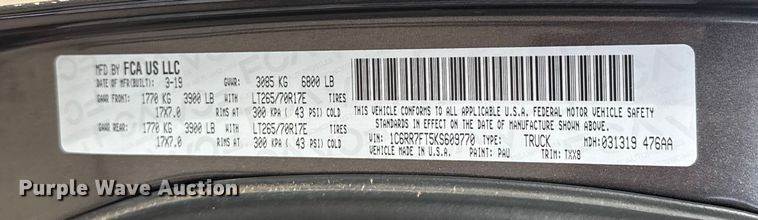 MFD BY FCA US LLC
DATE OF MFR(BUILT): 3-19 GVWR: 3085 KG 6800 LB
GAWR FRONT: 1770 KG 3900 LB WITH LT265/70R17E TIRES
17X7.0 RIMS AT 300 KPA( 43 PSI) COLD
GAWR REAR: 1770 KG 3900 LB WITH LT265/70R17E TIRES
17X7.0 RIMS AT 300 KPA( 43 PSI) COLD
THIS VEHICLE CONFORMS TO ALL APPLICABLE U.S.A. FEDERAL MOTOR VEHICLE SAFETY
STANDARDS IN EFFECT ON THE DATE OF MANUFACTURE SHOWN ABOVE.
VIN: 1C6RR7FT5KS609770 TYPE: TRUCK MDH: 031319 476AA
VEHICLE MADE IN U.S.A. PAINT: PAU TRIM: TXX8
Purple Wave Auction